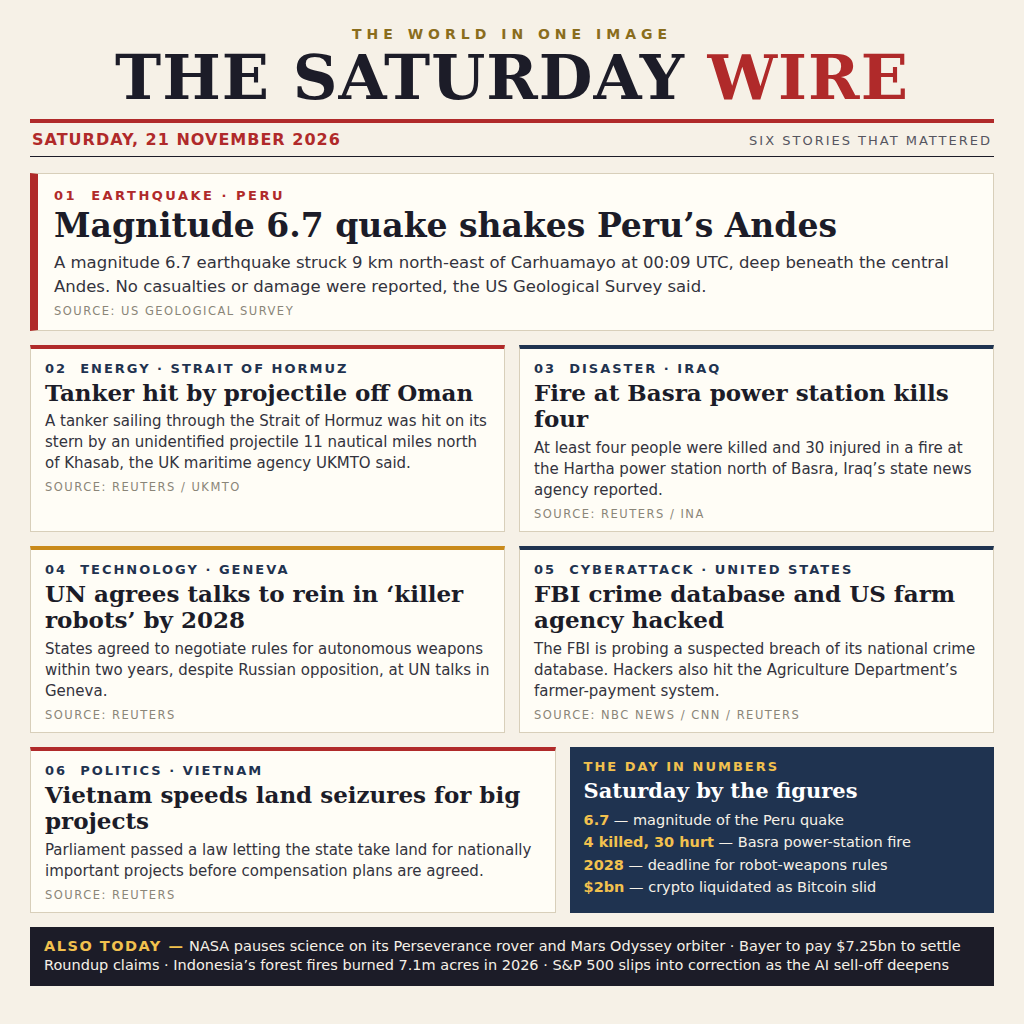 THE WORLD IN ONE IMAGE
THE SATURDAY WIRE
SATURDAY, 21 NOVEMBER 2026
SIX STORIES THAT MATTERED
01 EARTHQUAKE · PERU
Magnitude 6.7 quake shakes Peru’s Andes
A magnitude 6.7 earthquake struck 9 km north-east of Carhuamayo at 00:09 UTC, deep beneath the central
Andes. No casualties or damage were reported, the US Geological Survey said.
SOURCE: US GEOLOGICAL SURVEY
02 ENERGY · STRAIT OF HORMUZ
Tanker hit by projectile off Oman
A tanker sailing through the Strait of Hormuz was hit on its
stern by an unidentified projectile 11 nautical miles north
of Khasab, the UK maritime agency UKMTO said.
SOURCE: REUTERS / UKMTO
03 DISASTER · IRAQ
Fire at Basra power station kills
four
At least four people were killed and 30 injured in a fire at
the Hartha power station north of Basra, Iraq’s state news
agency reported.
SOURCE: REUTERS / INA
04 TECHNOLOGY · GENEVA
UN agrees talks to rein in ‘killer
robots’ by 2028
States agreed to negotiate rules for autonomous weapons
within two years, despite Russian opposition, at UN talks in
Geneva.
SOURCE: REUTERS
05 CYBERATTACK · UNITED STATES
FBI crime database and US farm
agency hacked
The FBI is probing a suspected breach of its national crime
database. Hackers also hit the Agriculture Department’s
farmer-payment system.
SOURCE: NBC NEWS / CNN / REUTERS
06 POLITICS · VIETNAM
Vietnam speeds land seizures for big
projects
Parliament passed a law letting the state take land for nationally
important projects before compensation plans are agreed.
SOURCE: REUTERS
THE DAY IN NUMBERS
Saturday by the figures
6.7 — magnitude of the Peru quake
4 killed, 30 hurt — Basra power-station fire
2028 — deadline for robot-weapons rules
$2bn — crypto liquidated as Bitcoin slid
ALSO TODAY — NASA pauses science on its Perseverance rover and Mars Odyssey orbiter · Bayer to pay $7.25bn to settle
Roundup claims · Indonesia’s forest fires burned 7.1m acres in 2026 · S&P 500 slips into correction as the AI sell-off deepens